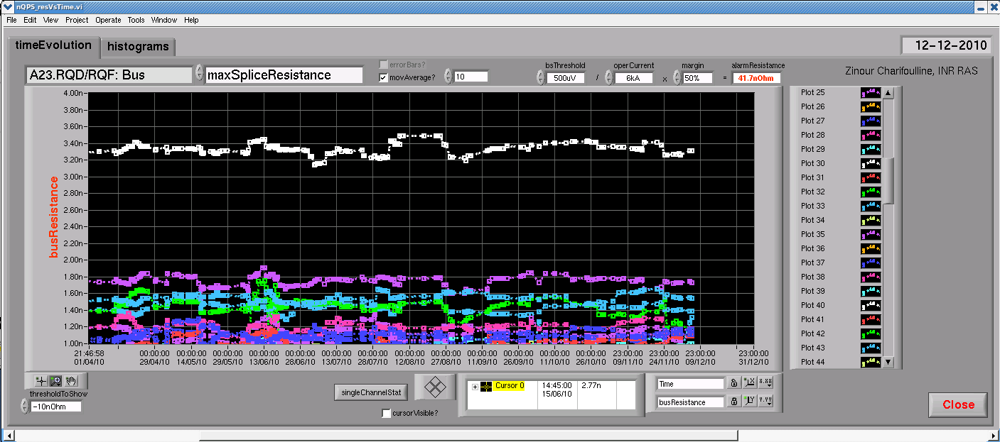 nQPS_resVsTime.vi
File Edit View Project Operate Tools Window Help
timeEvolution histograms
12-12-2010
A23.RQD/RQF: Bus
maxSpliceResistance
errorBars?
movAverage?
10
bsThreshold operCurrent margin alarmResistance
500uV / 6kA x 50% = 41.7nOhm
Zinour Charifoulline, INR RAS
busResistance
4.00n
3.80n
3.60n
3.40n
3.20n
3.00n
2.80n
2.60n
2.40n
2.20n
2.00n
1.80n
1.60n
1.40n
1.20n
1.00n
21:46:58 00:00:00 00:00:00 00:00:00 00:00:00 00:00:00 00:00:00 00:00:00 00:00:00 00:00:00 00:00:00 00:00:00 00:00:00 00:00:00 23:00:00 23:00:00 23:00:00 23:00:00
01/04/10 29/04/10 14/05/10 29/05/10 13/06/10 28/06/10 13/07/10 28/07/10 12/08/10 27/08/10 11/09/10 26/09/10 11/10/10 26/10/10 09/11/10 24/11/10 09/12/10 31/12/10
Plot 25
Plot 26
Plot 27
Plot 28
Plot 29
Plot 30
Plot 31
Plot 32
Plot 33
Plot 34
Plot 35
Plot 36
Plot 37
Plot 38
Plot 39
Plot 40
Plot 41
Plot 42
Plot 43
Plot 44
thresholdToShow
-10nOhm
singleChannelStat
cursorVisible?
Cursor 0 14:45:00 2.77n
15/06/10
Time X X.XX
busResistance Y Y.YY
Close